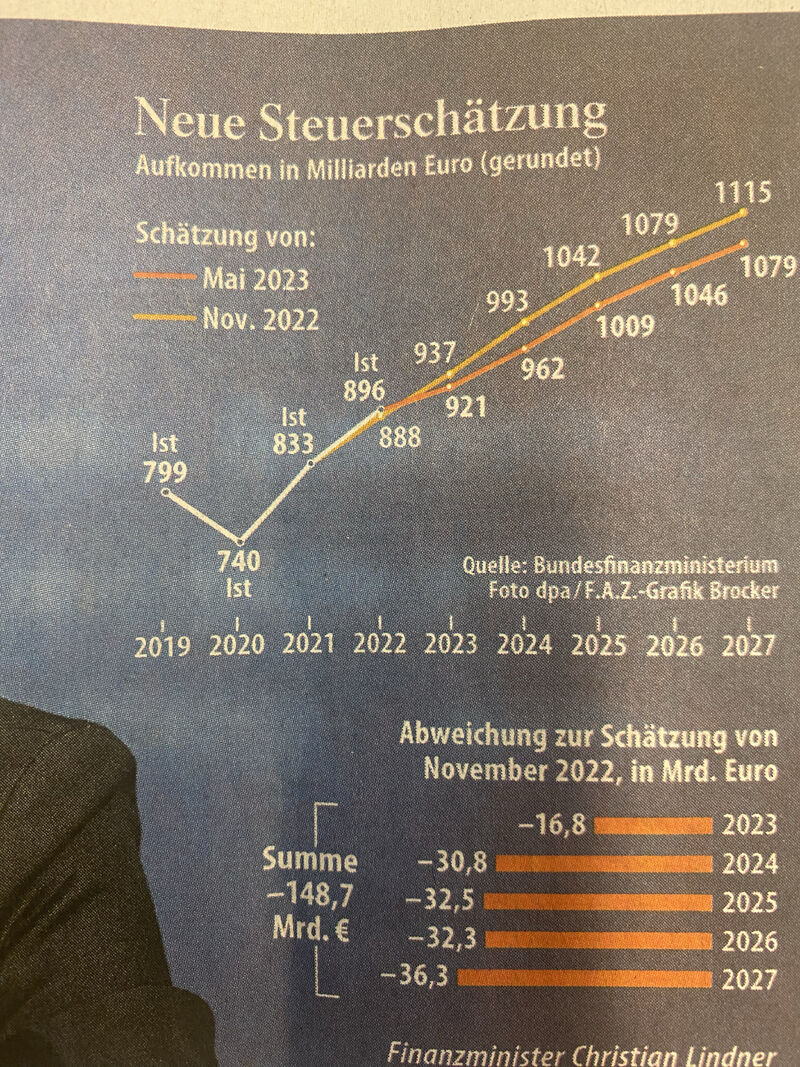 Neue Steuerschätzung
Aufkommen in Milliarden Euro (gerundet)
Schätzung von:
Mai 2023
Nov. 2022
Ist
799
740
Ist
Ist
833
Ist
896
888
937
921
993
962
1042
1009
1079
1046
1115
1079
Quelle: Bundesfinanzministerium
Foto dpa/F.A.Z.-Grafik Brocker
2019 2020 2021 2022 2023 2024 2025 2026 2027
Abweichung zur Schätzung von
November 2022, in Mrd. Euro
Summe
–148,7
Mrd. €
–16,8 2023
–30,8 2024
–32,5 2025
–32,3 2026
–36,3 2027
Finanzminister Christian Lindner